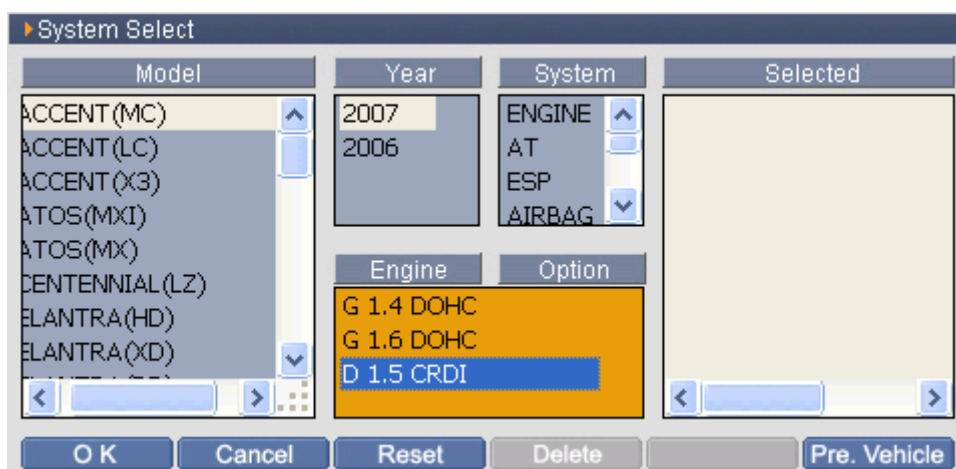 System Select
Model
Year
System
Selected
ACCENT(MC)
ACCENT(LC)
ACCENT(X3)
ATOS(MXI)
ATOS(MX)
CENTENNIAL(LZ)
ELANTRA(HD)
ELANTRA(XD)
2007
2006
ENGINE
AT
ESP
AIRBAG
Engine
Option
G 1.4 DOHC
G 1.6 DOHC
D 1.5 CRDI
OK
Cancel
Reset
Delete
Pre. Vehicle